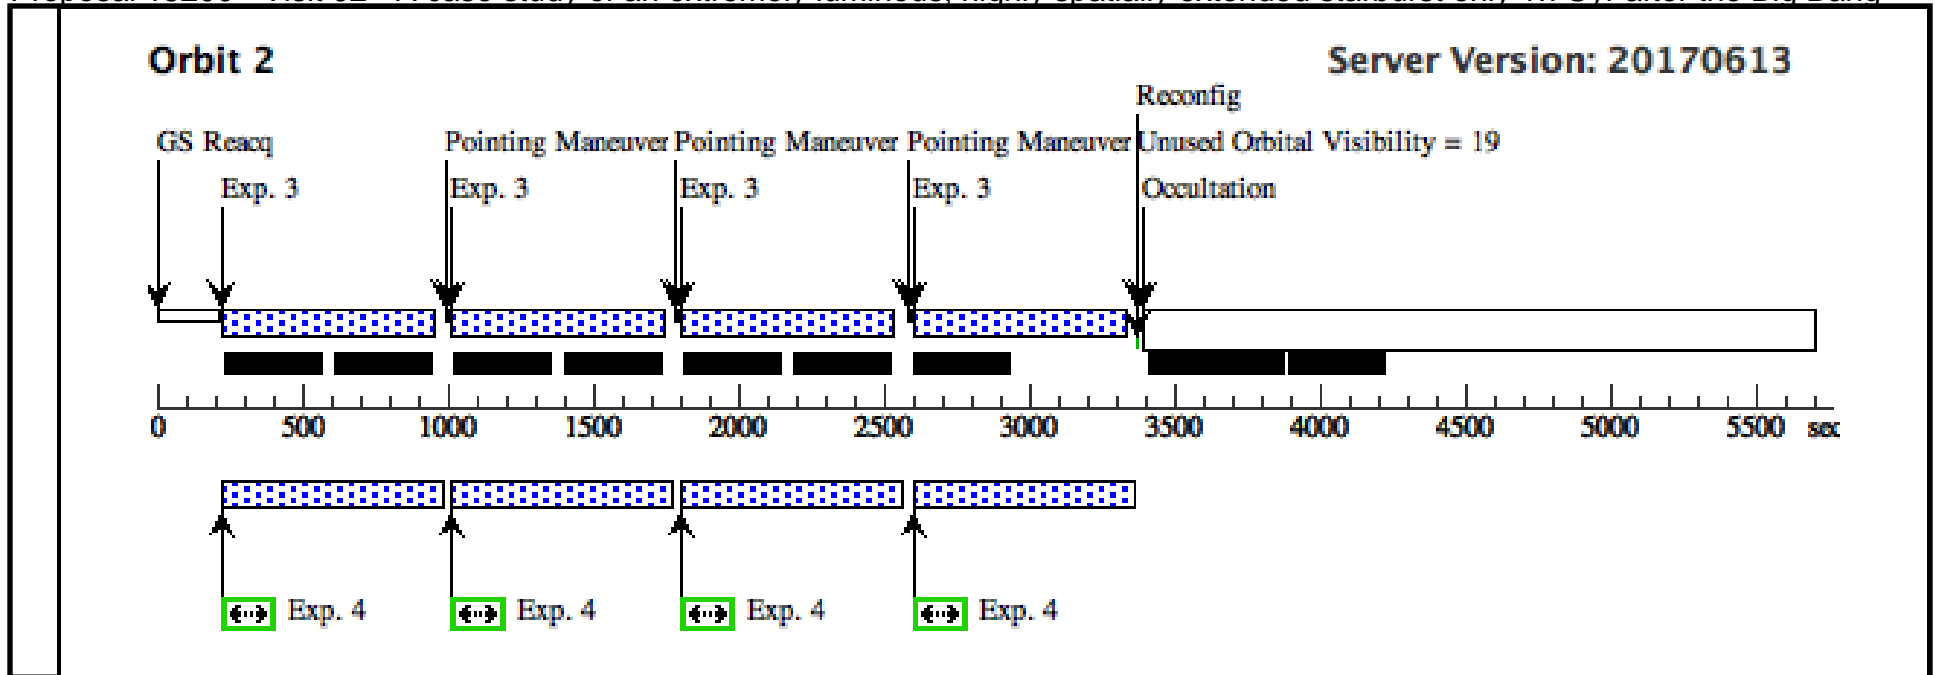 Orbit 2 Server Version: 20170613
Reconfig
GS Reacq Pointing Maneuver Pointing Maneuver Pointing Maneuver Unused Orbital Visibility = 19
Exp. 3 Exp. 3 Exp. 3 Exp. 3 Occultation
0 500 1000 1500 2000 2500 3000 3500 4000 4500 5000 5500 sec
Exp. 4 Exp. 4 Exp. 4 Exp. 4